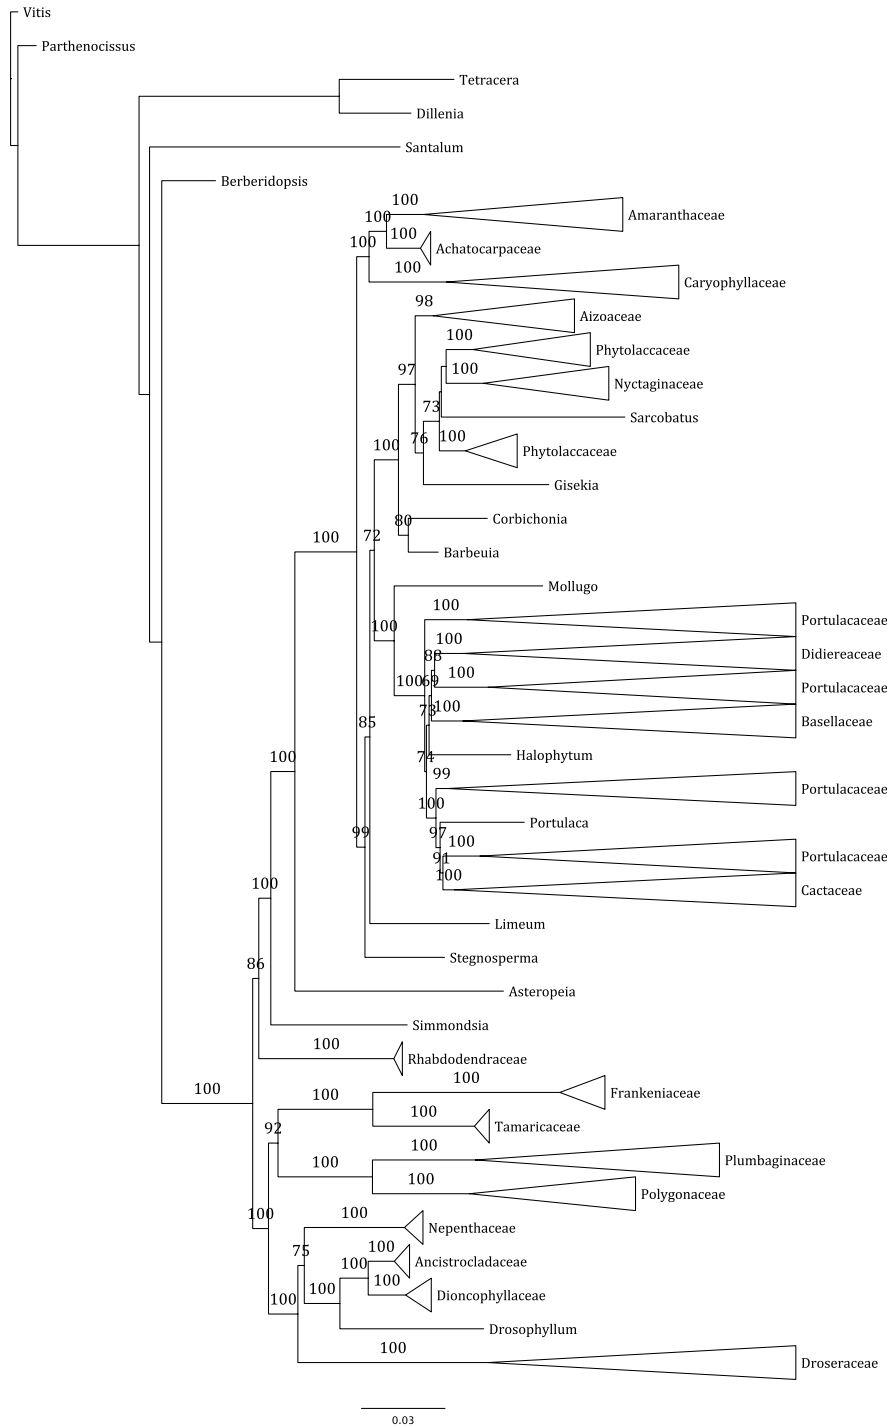 Vitis
Parthenocissus
Tetracera
Dillenia
Santalum
Berberidopsis
100
Amaranthaceae
100
100
Achatocarpaceae
100
100
Caryophyllaceae
98
Aizoaceae
100
Phytolaccaceae
97
100
Nyctaginaceae
73
Sarcobatus
76
100
Phytolaccaceae
100
Gisekia
80
Corbichonia
100
72
Barbeuia
Mollugo
100
Portulacaceae
100
100
Didiereaceae
88
100
69
100
Portulacaceae
73
100
Basellaceae
85
74
Halophytum
100
99
Portulacaceae
100
Portulaca
99
97
100
Portulacaceae
91
100
Cactaceae
100
Limeum
86
Stegnosperma
Asteropeia
Simmondsia
100
Rhabdodendraceae
100
100
100
Frankeniaceae
92
100
Tamaricaceae
100
100
Plumbaginaceae
100
Polygonaceae
100
100
Nepenthaceae
75
100
100
Ancistrocladaceae
100
100
100
Dioncophyllaceae
Drosophyllum
100
Droseraceae
0.03